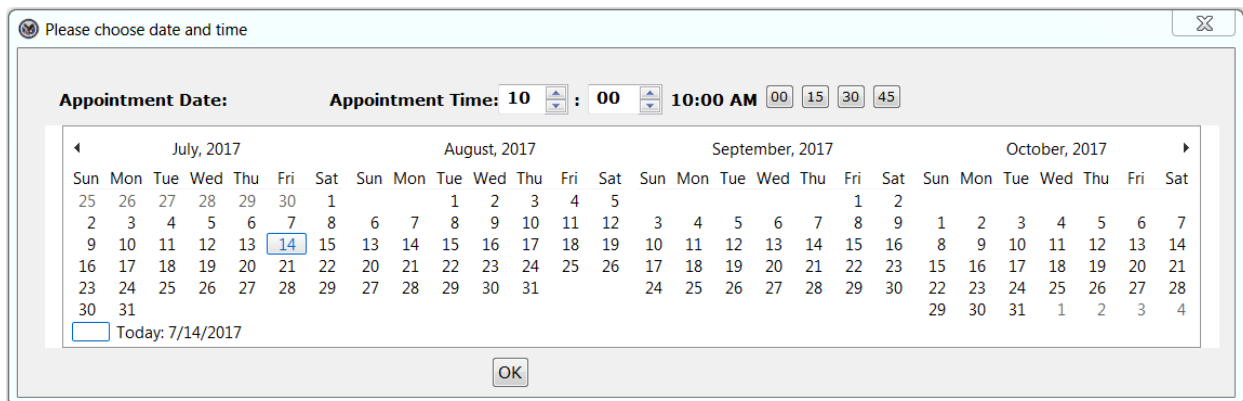 Please choose date and time
Appointment Date: Appointment Time: 10 : 00 10:00 AM 00 15 30 45
July, 2017 August, 2017 September, 2017 October, 2017
Sun Mon Tue Wed Thu Fri Sat Sun Mon Tue Wed Thu Fri Sat Sun Mon Tue Wed Thu Fri Sat Sun Mon Tue Wed Thu Fri Sat
25 26 27 28 29 30 1 1 2 3 4 5 1 2
2 3 4 5 6 7 8 6 7 8 9 10 11 12 3 4 5 6 7 8 9 1 2 3 4 5 6 7
9 10 11 12 13 14 15 13 14 15 16 17 18 19 10 11 12 13 14 15 16 8 9 10 11 12 13 14
16 17 18 19 20 21 22 20 21 22 23 24 25 26 17 18 19 20 21 22 23 15 16 17 18 19 20 21
23 24 25 26 27 28 29 27 28 29 30 31 24 25 26 27 28 29 30 22 23 24 25 26 27 28
30 31 29 30 31 1 2 3 4
Today: 7/14/2017
OK